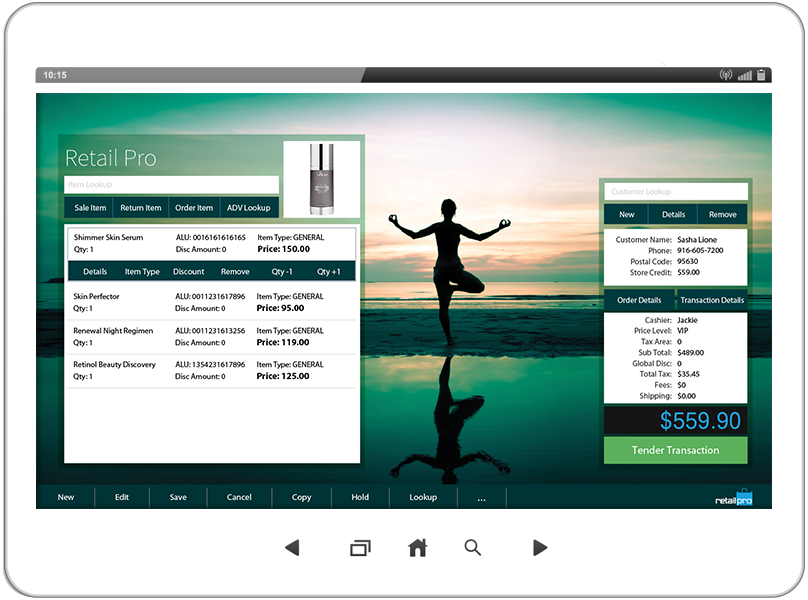 10:15
Retail Pro
Item Lookup
Sale Item Return Item Order Item ADV Lookup
Shimmer Skin Serum ALU: 0016161616165 Item Type: GENERAL
Qty: 1 Disc Amount: 0 Price: 150.00
Details Item Type Discount Remove Qty -1 Qty +1
Skin Perfector ALU: 0011231617896 Item Type: GENERAL
Qty: 1 Disc Amount: 0 Price: 95.00
Renewal Night Regimen ALU: 0011231613256 Item Type: GENERAL
Qty: 1 Disc Amount: 0 Price: 119.00
Retinol Beauty Discovery ALU: 1354231617896 Item Type: GENERAL
Qty: 1 Disc Amount: 0 Price: 125.00
Customer Lookup
New Details Remove
Customer Name: Sasha Lione
Phone: 916-605-7200
Postal Code: 95630
Store Credit: $59.00
Order Details Transaction Details
Cashier: Jackie
Price Level: VIP
Tax Area: 0
Sub Total: $489.00
Global Disc: 0
Total Tax: $35.45
Fees: $0
Shipping: $0.00
$559.90
Tender Transaction
New Edit Save Cancel Copy Hold Lookup ...
retailpro